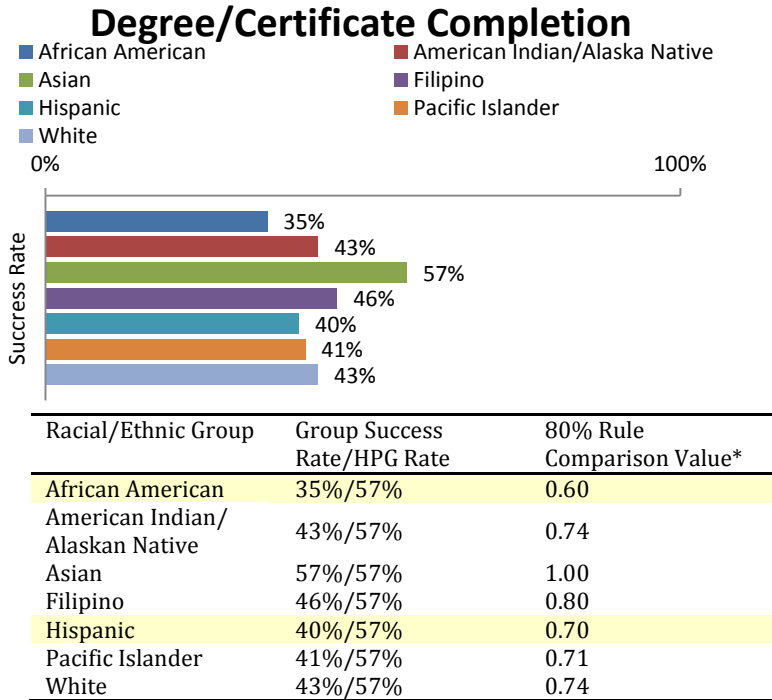 Degree/Certificate Completion
African American
American Indian/Alaska Native
Asian
Filipino
Hispanic
Pacific Islander
White
0% 100%
Succress Rate
35%
43%
57%
46%
40%
41%
43%
Racial/Ethnic Group Group Success Rate/HPG Rate 80% Rule Comparison Value*
African American 35%/57% 0.60
American Indian/
Alaskan Native 43%/57% 0.74
Asian 57%/57% 1.00
Filipino 46%/57% 0.80
Hispanic 40%/57% 0.70
Pacific Islander 41%/57% 0.71
White 43%/57% 0.74